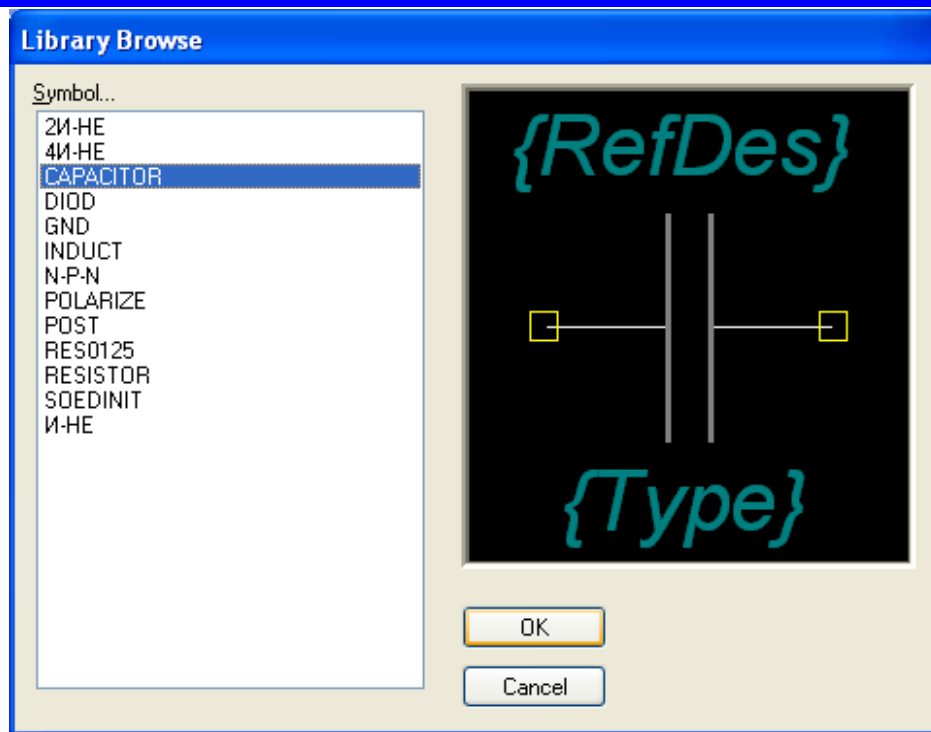 Library Browse
Symbol...
2И-НЕ
4И-НЕ
CAPACITOR
DIOD
GND
INDUCT
N-P-N
POLARIZE
POST
RES0125
RESISTOR
SOEDINIT
И-НЕ
{RefDes}
{Type}
OK
Cancel